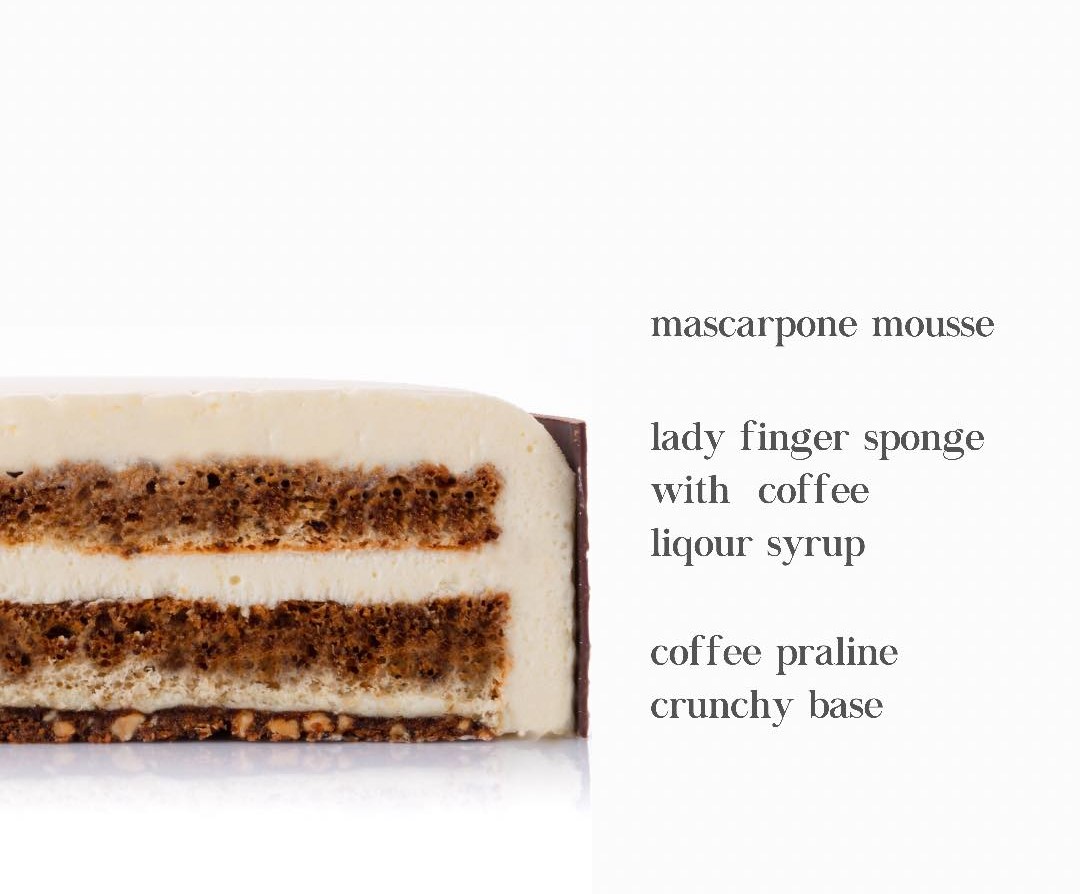 mascarpone mousse
lady finger sponge
with coffee
liqour syrup
coffee praline
crunchy base